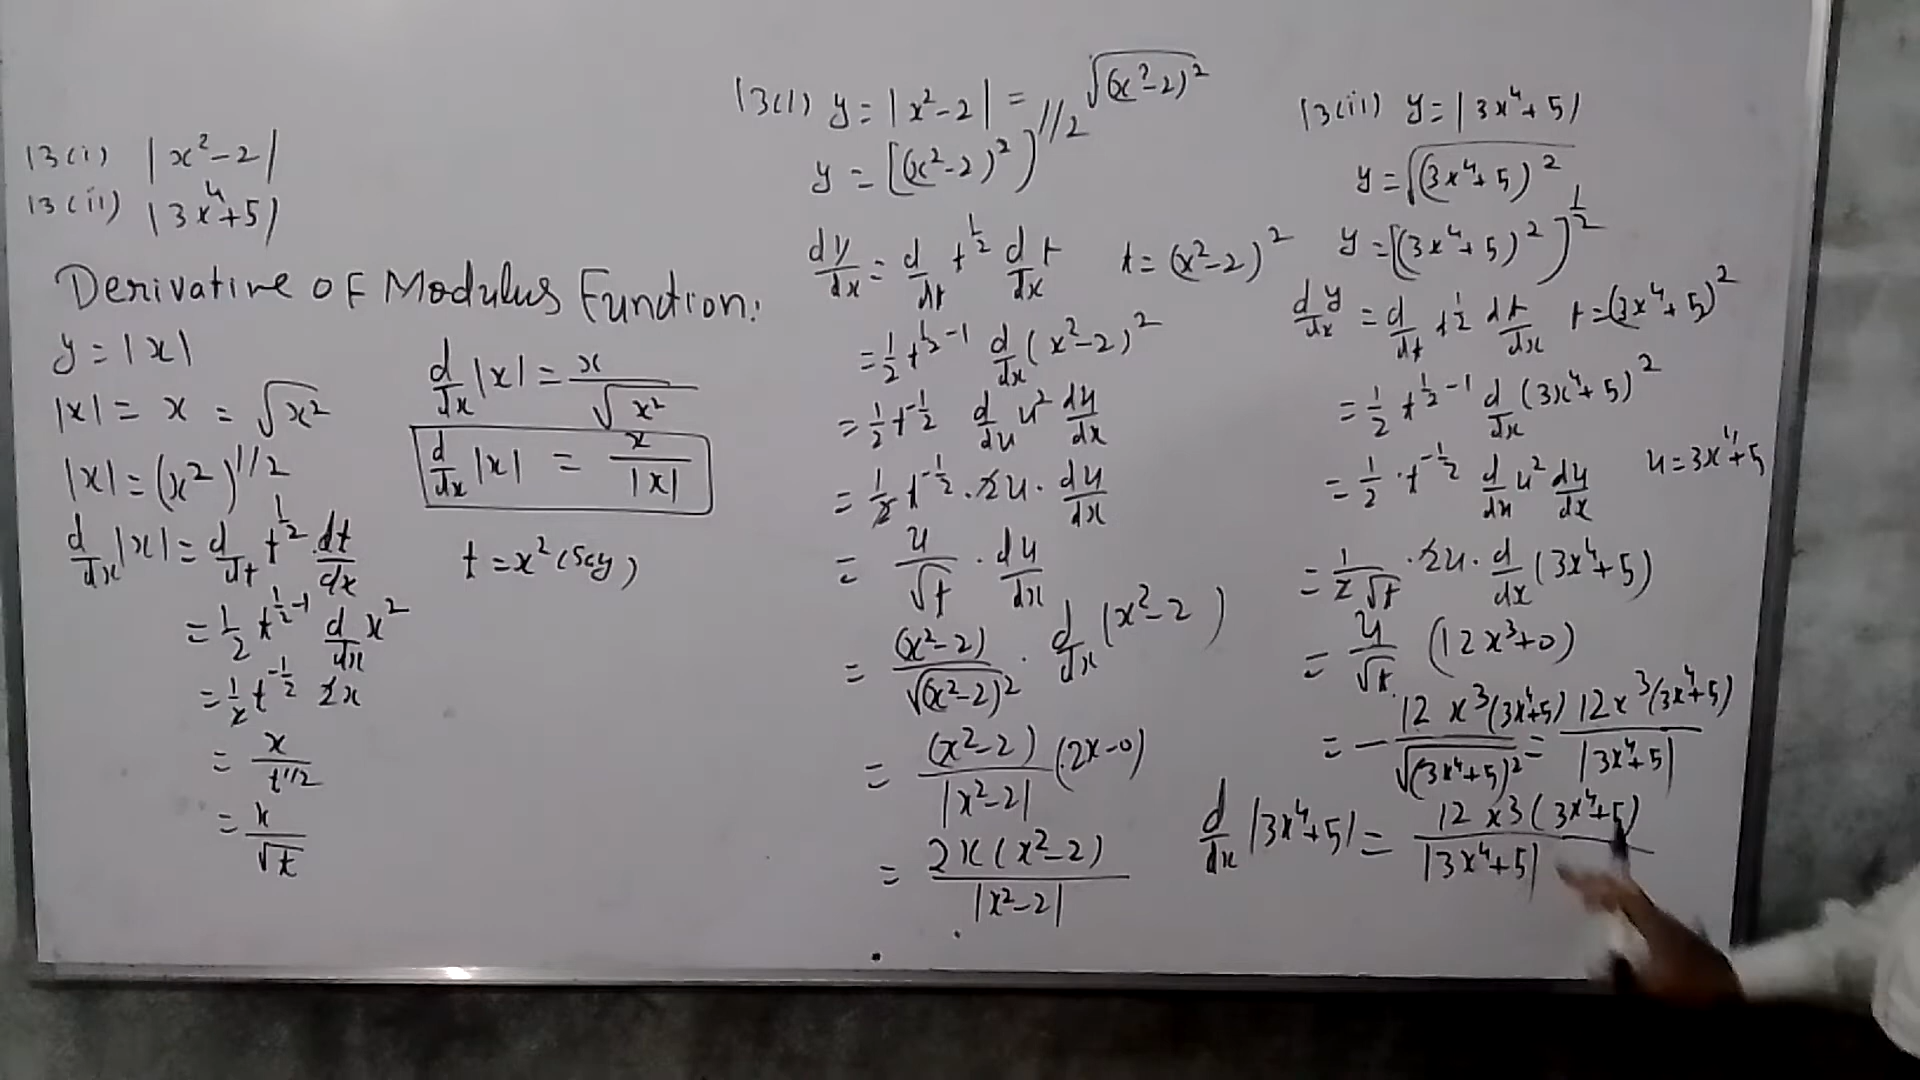 13(i) |x²-2|
13(ii) |3x⁴+5|
Derivative OF Modulus Function:
y = |x|
|x| = x = √x²
|x| = (x²)^1/2
d/dx |x| = d/dt t^1/2 . dt/dx
= 1/2 t^1/2-1 d/dx x²
= 1/2 t^-1/2 2x
= x/t^1/2
= x/√t
d/dx |x| = x/√x²
d/dx |x| = x/|x|
t = x² (say)
13(i) y = |x²-2| = √(x²-2)²
y = [(x²-2)²]^1/2
dy/dx = d/dt t^1/2 d/dx t t = (x²-2)²
= 1/2 t^1/2-1 d/dx (x²-2)²
= 1/2 t^-1/2 d/du u² du/dx
= 1/2 t^-1/2 . 2u . du/dx
= u/√t . du/dx
= (x²-2)/√(x²-2)² . d/dx (x²-2)
= (x²-2)/|x²-2| (2x-0)
= 2x(x²-2)/|x²-2|
13(ii) y = |3x⁴+5|
y = √(3x⁴+5)²
y = [(3x⁴+5)²]^1/2
d/dx y = d/dt t^1/2 dt/dx t = (3x⁴+5)²
= 1/2 t^1/2-1 d/dx (3x⁴+5)²
= 1/2 . t^-1/2 d/du u² du/dx u = 3x⁴+5
= 1/2√t . 2u . d/dx (3x⁴+5)
= u/√t (12x³+0)
= - 12x³(3x⁴+5)/√(3x⁴+5)² = 12x³(3x⁴+5)/|3x⁴+5|
d/dx |3x⁴+5| = 12x3(3x⁴+5)/|3x⁴+5|